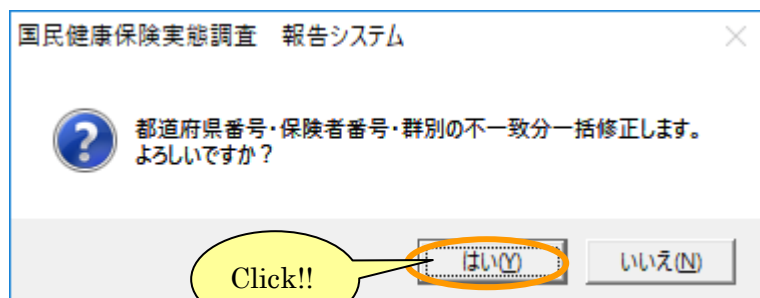 国民健康保険実態調査　報告システム
都道府県番号・保険者番号・群別の不一致分一括修正します。
よろしいですか？
はい(Y)
いいえ(N)
Click!!